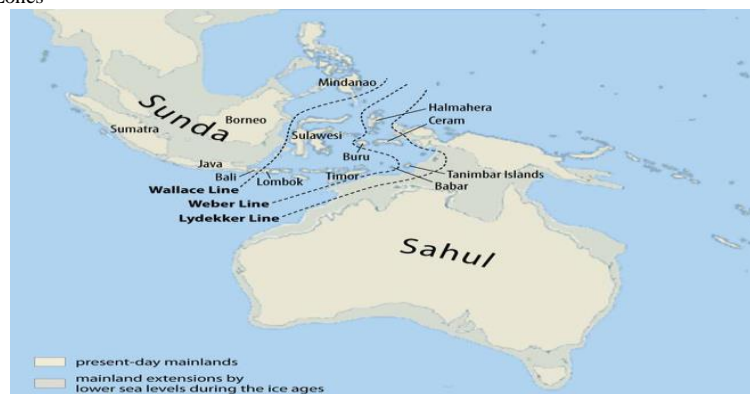 Zones
Mindanao
Sunda
Halmahera
Ceram
Borneo
Sumatra
Sulawesi
Buru
Java
Bali
Lombok
Timor
Tanimbar Islands
Babar
Wallace Line
Weber Line
Lydekker Line
Sahul
present-day mainlands
mainland extensions by
lower sea levels during the ice ages